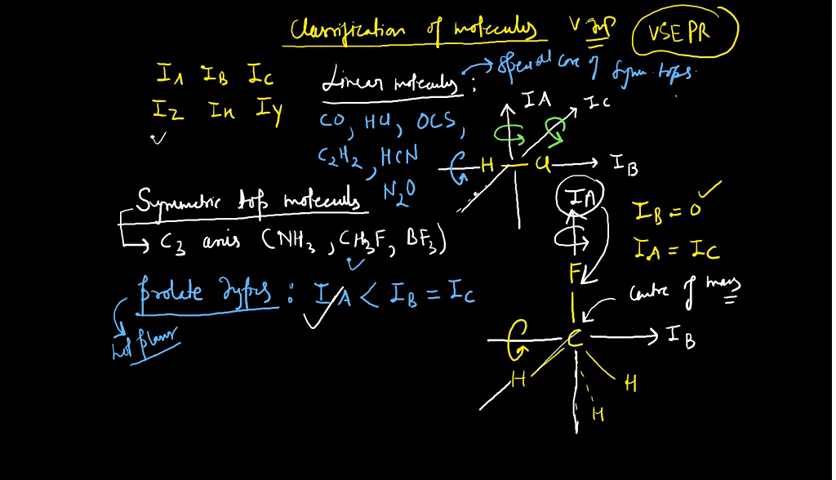 Classification of molecules
VSEPR
IA IB IC
IZ IX IY
Linear molecules :
Special case of Symm. tops.
CO, HCl, OCS,
C2H2, HCN
N2O
IA
IC
H Cl
IB
IB = 0
IA = IC
Symmetric top molecules
C3 axis (NH3, CH3F, BF3)
Prolate Types : IA < IB = IC
Not planar
IA
F
Centre of mass
C
IB
H
H
H